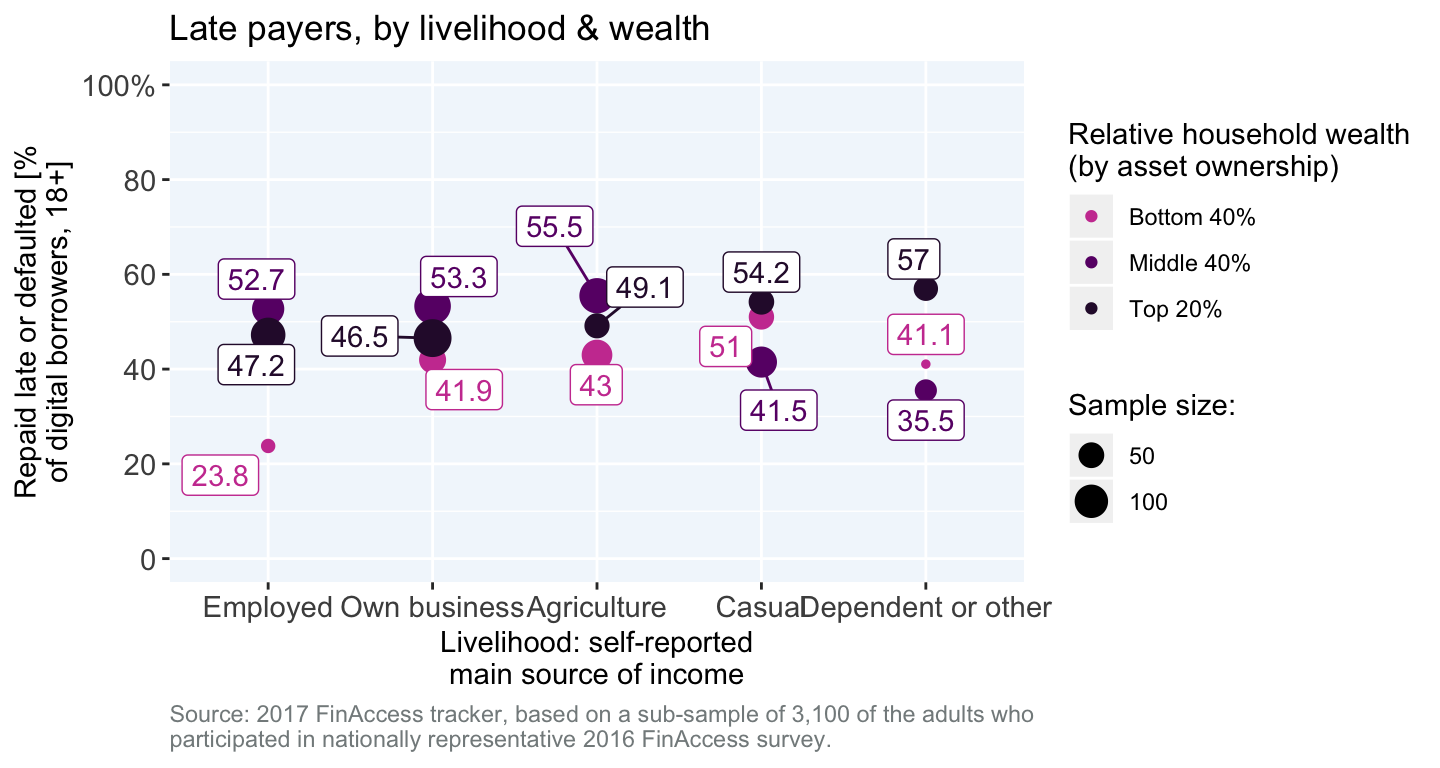 Late payers, by livelihood & wealth
Repaid late or defaulted [%
of digital borrowers, 18+]
100%
80
60
40
20
0
52.7
47.2
23.8
53.3
46.5
41.9
55.5
49.1
43
54.2
51
41.5
57
41.1
35.5
Employed
Own business
Agriculture
Casual
Dependent or other
Livelihood: self-reported
main source of income
Relative household wealth
(by asset ownership)
Bottom 40%
Middle 40%
Top 20%
Sample size:
50
100
Source: 2017 FinAccess tracker, based on a sub-sample of 3,100 of the adults who
participated in nationally representative 2016 FinAccess survey.